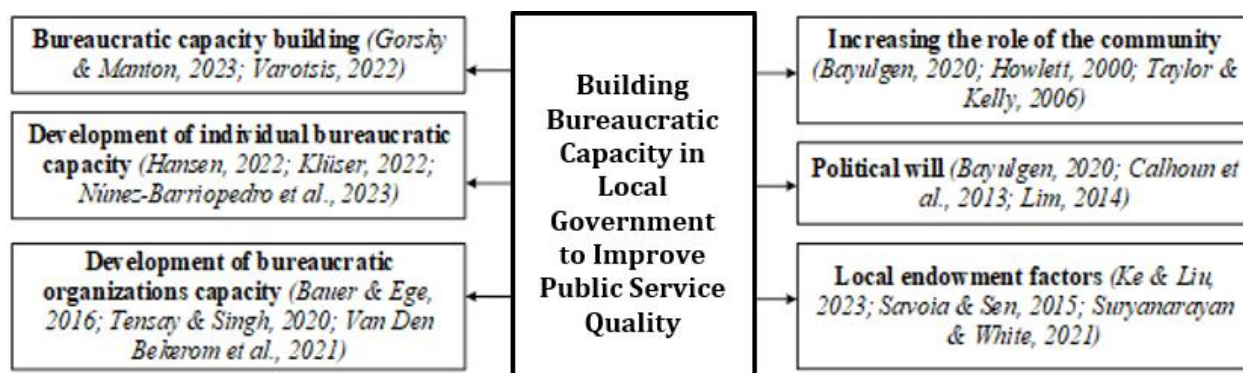 Bureaucratic capacity building (Gorsky
& Manton, 2023; Varotsis, 2022)
Development of individual bureaucratic
capacity (Hansen, 2022; Klüser, 2022;
Núnez-Barriopedro et al., 2023)
Development of bureaucratic
organizations capacity (Bauer & Ege,
2016; Tensay & Singh, 2020; Van Den
Bekerom et al., 2021)
Building
Bureaucratic
Capacity in
Local
Government
to Improve
Public Service
Quality
Increasing the role of the community
(Bayulgen, 2020; Howlett, 2000; Taylor &
Kelly, 2006)
Political will (Bayulgen, 2020; Calhoun et
al., 2013; Lim, 2014)
Local endowment factors (Ke & Liu,
2023; Savoia & Sen, 2015; Suryanarayan
& White, 2021)